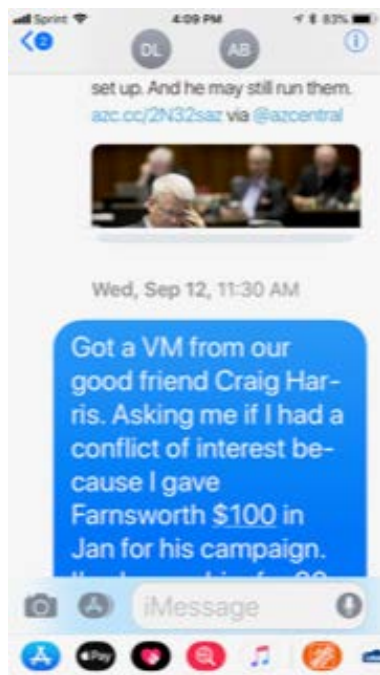 Sprint 4:09 PM 83%
2 DL AB
set up. And he may still run them.
azc.cc/2N32saz via @azcentral
Wed, Sep 12, 11:30 AM
Got a VM from our
good friend Craig Har-
ris. Asking me if I had a
conflict of interest be-
cause I gave
Farnsworth $100 in
Jan for his campaign.
iMessage
Pay